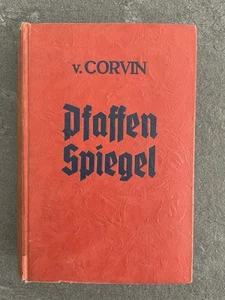 v. CORVIN
Pfaffen
Spiegel